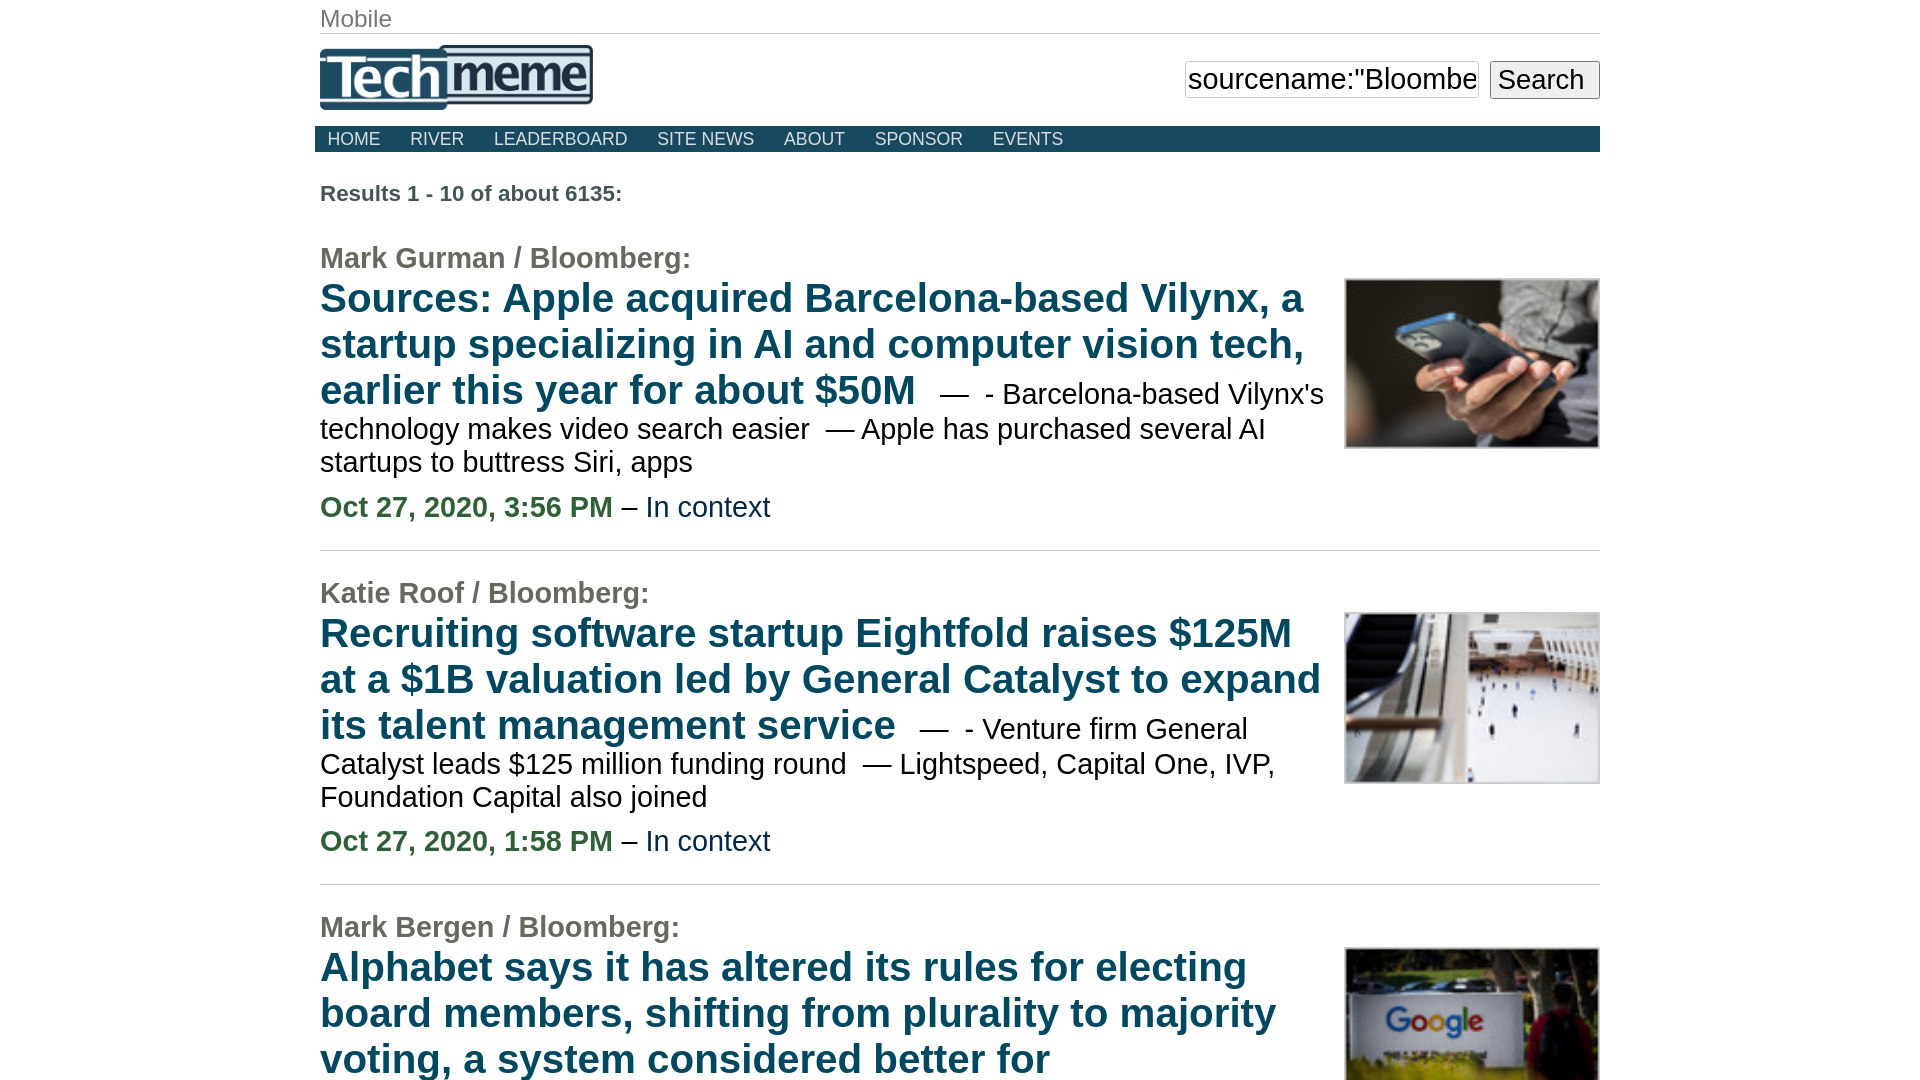 Mobile
Techmeme
sourcename:"Bloombe
Search
HOME RIVER LEADERBOARD SITE NEWS ABOUT SPONSOR EVENTS
Results 1 - 10 of about 6135:
Mark Gurman / Bloomberg:
Sources: Apple acquired Barcelona-based Vilynx, a
startup specializing in AI and computer vision tech,
earlier this year for about $50M — - Barcelona-based Vilynx's
technology makes video search easier — Apple has purchased several AI
startups to buttress Siri, apps
Oct 27, 2020, 3:56 PM – In context
Katie Roof / Bloomberg:
Recruiting software startup Eightfold raises $125M
at a $1B valuation led by General Catalyst to expand
its talent management service — - Venture firm General
Catalyst leads $125 million funding round — Lightspeed, Capital One, IVP,
Foundation Capital also joined
Oct 27, 2020, 1:58 PM – In context
Mark Bergen / Bloomberg:
Alphabet says it has altered its rules for electing
board members, shifting from plurality to majority
voting, a system considered better for
Google